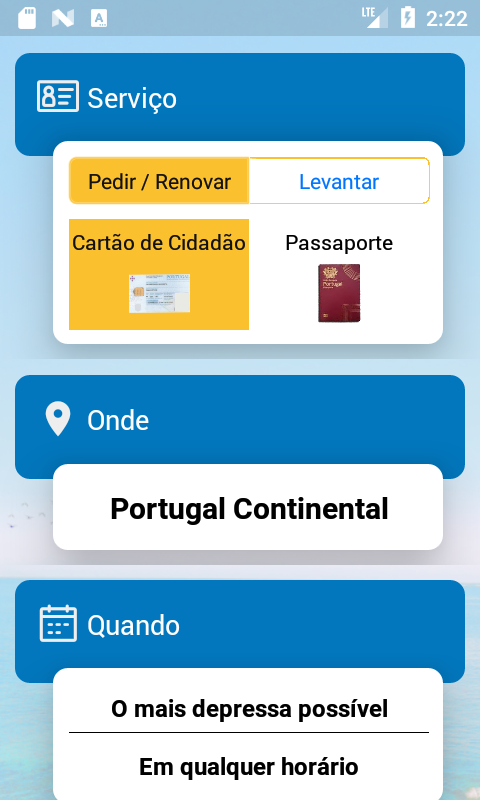 LTE 2:22
Serviço
Pedir / Renovar Levantar
Cartão de Cidadão Passaporte
Portugal
Onde
Portugal Continental
Quando
O mais depressa possível
Em qualquer horário